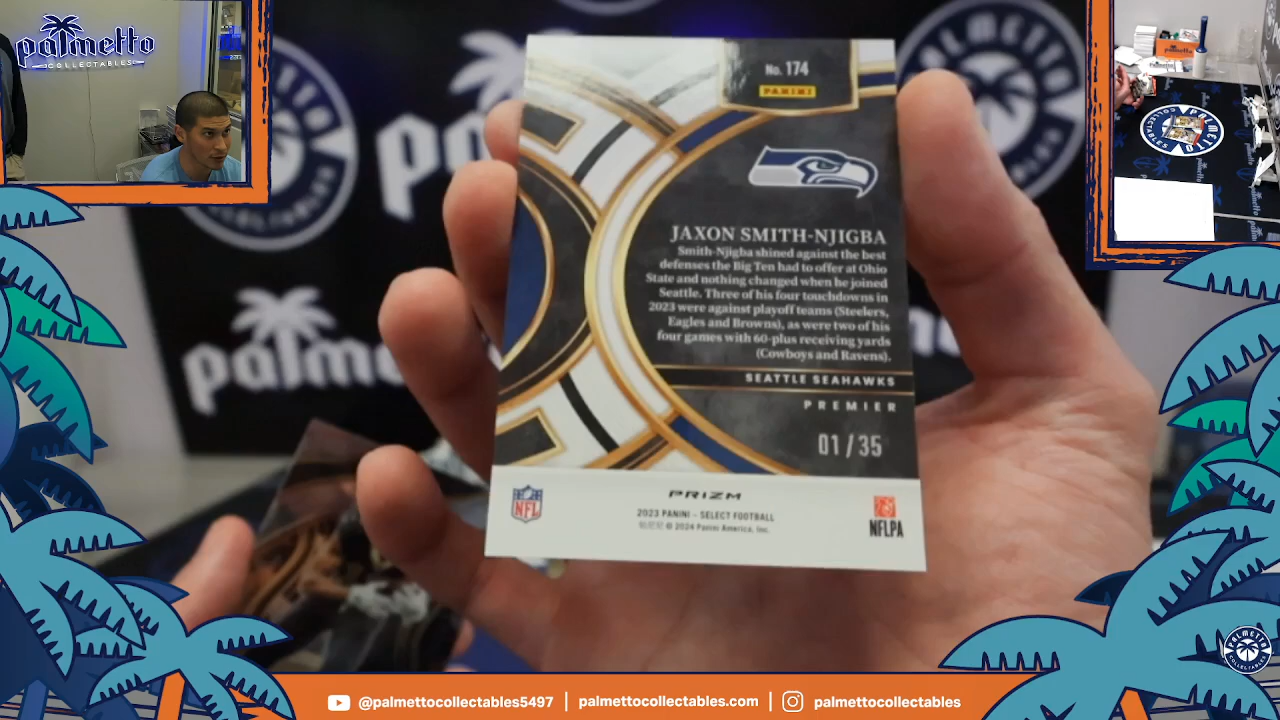 palmetto
COLLECTABLES
No. 174
PANINI
JAXON SMITH-NJIGBA
Smith-Njigba shined against the best
defenses the Big Ten had to offer at Ohio
State and nothing changed when he joined
Seattle. Three of his four touchdowns in
2023 were against playoff teams (Steelers,
Eagles and Browns), as were two of his
four games with 60-plus receiving yards
(Cowboys and Ravens).
SEATTLE SEAHAWKS
PREMIER
01/35
PRIZM
NFL
2023 PANINI – SELECT FOOTBALL
© 2024 Panini America, Inc.
NFLPA
palmetto
@palmettocollectables5497
palmettocollectables.com
palmettocollectables